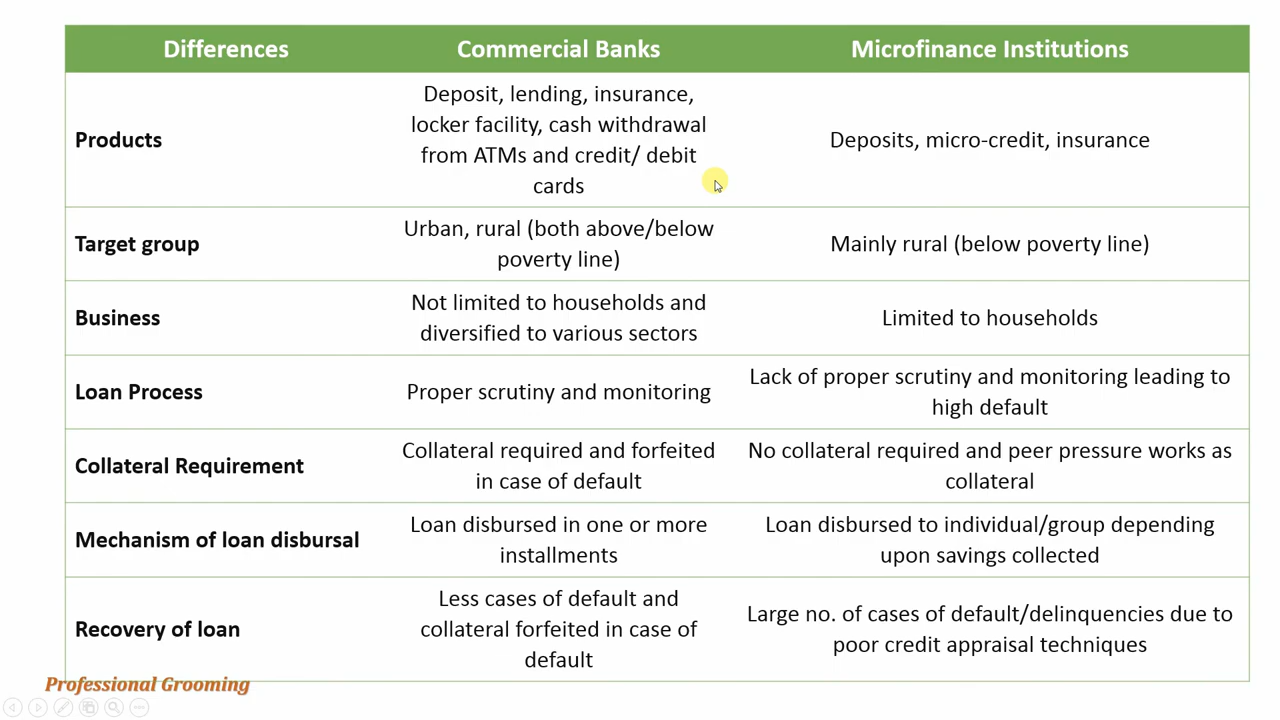 Differences
Commercial Banks
Microfinance Institutions
Products
Deposit, lending, insurance,
locker facility, cash withdrawal
from ATMs and credit/ debit
cards
Deposits, micro-credit, insurance
Target group
Urban, rural (both above/below
poverty line)
Mainly rural (below poverty line)
Business
Not limited to households and
diversified to various sectors
Limited to households
Loan Process
Proper scrutiny and monitoring
Lack of proper scrutiny and monitoring leading to
high default
Collateral Requirement
Collateral required and forfeited
in case of default
No collateral required and peer pressure works as
collateral
Mechanism of loan disbursal
Loan disbursed in one or more
installments
Loan disbursed to individual/group depending
upon savings collected
Recovery of loan
Less cases of default and
collateral forfeited in case of
default
Large no. of cases of default/delinquencies due to
poor credit appraisal techniques
Professional Grooming